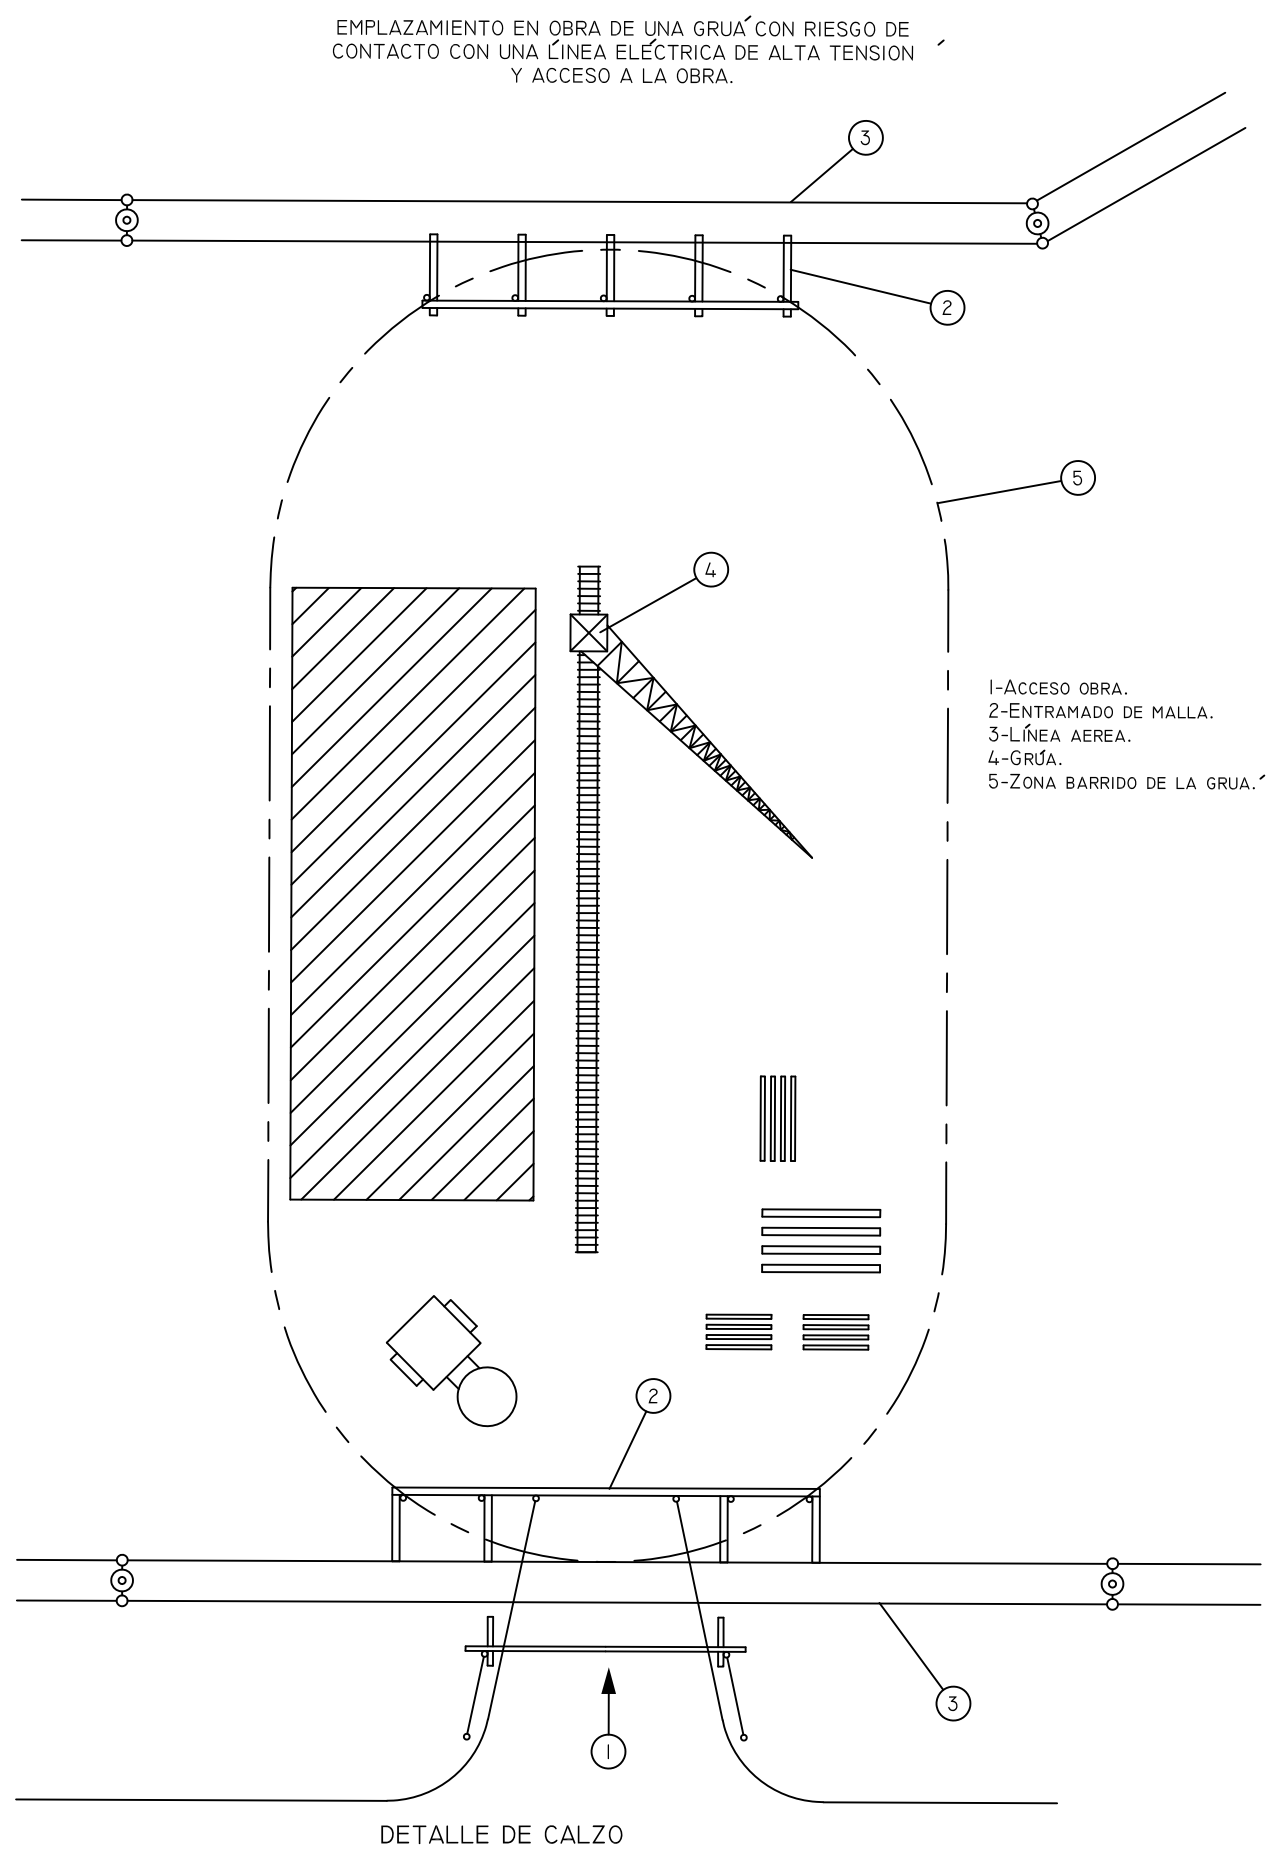 EMPLAZAMIENTO EN OBRA DE UNA GRUA´ CON RIESGO DE
CONTACTO CON UNA LÍNEA ELÉCTRICA DE ALTA TENSION ´
Y ACCESO A LA OBRA.
3
2
5
4
1-ACCESO OBRA.
2-ENTRAMADO DE MALLA.
3-LÍNEA AEREA.
4-GRÚA.
5-ZONA BARRIDO DE LA GRUA.´
2
3
1
DETALLE DE CALZO